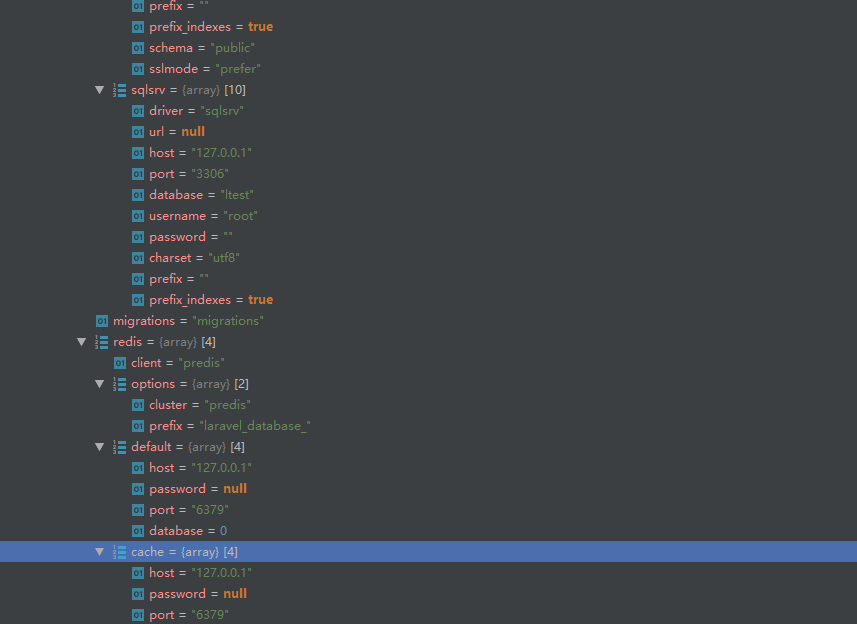 prefix = ""
prefix_indexes = true
schema = "public"
sslmode = "prefer"
sqlsrv = {array} [10]
driver = "sqlsrv"
url = null
host = "127.0.0.1"
port = "3306"
database = "ltest"
username = "root"
password = ""
charset = "utf8"
prefix = ""
prefix_indexes = true
migrations = "migrations"
redis = {array} [4]
client = "predis"
options = {array} [2]
cluster = "predis"
prefix = "laravel_database_"
default = {array} [4]
host = "127.0.0.1"
password = null
port = "6379"
database = 0
cache = {array} [4]
host = "127.0.0.1"
password = null
port = "6379"